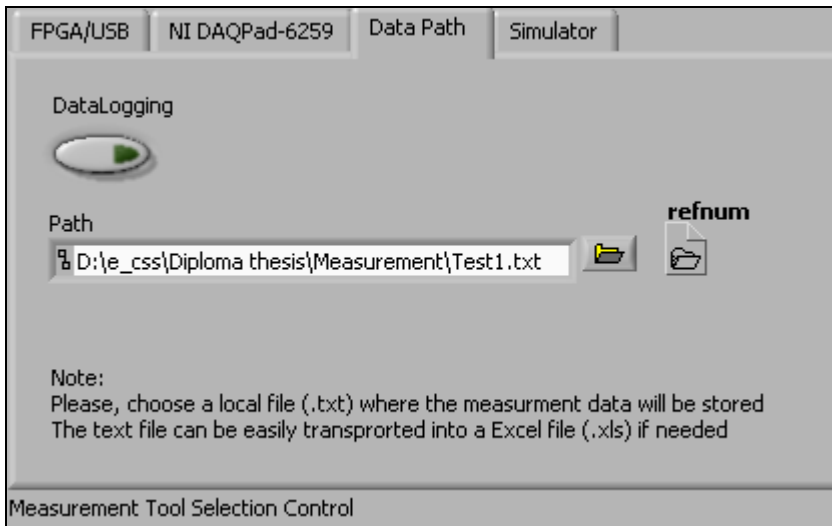 FPGA/USB NI DAQPad-6259 Data Path Simulator
DataLogging
refnum
Path
D:\e_css\Diploma thesis\Measurement\Test1.txt
Note:
Please, choose a local file (.txt) where the measurment data will be stored
The text file can be easily transprorted into a Excel file (.xls) if needed
Measurement Tool Selection Control